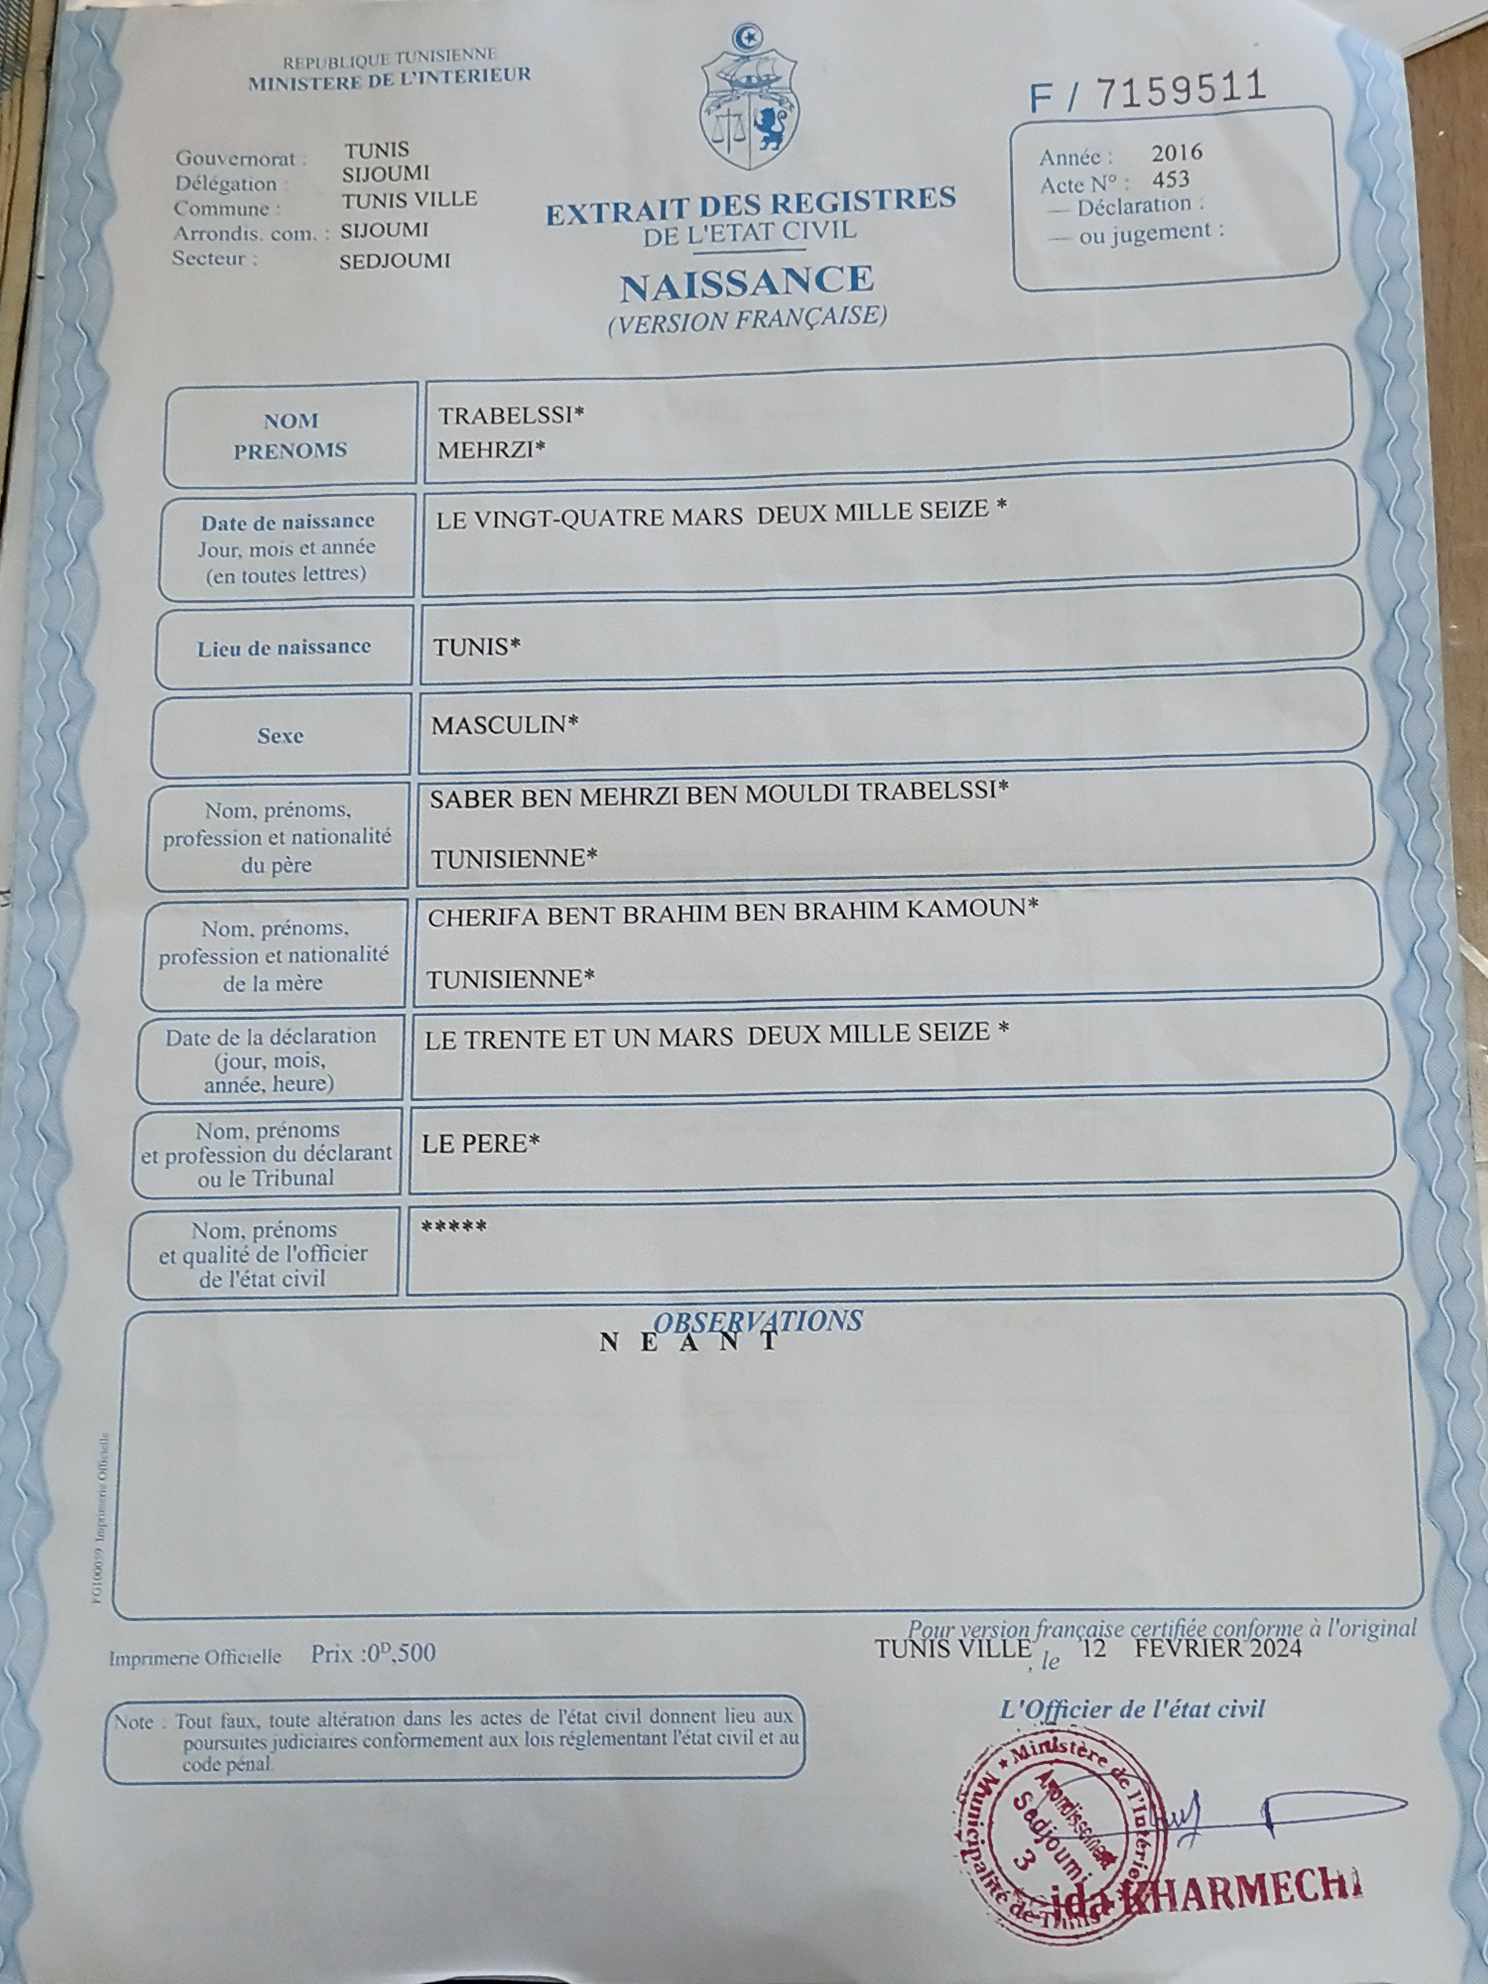 REPUBLIQUE TUNISIENNE
MINISTERE DE L'INTERIEUR
F / 7159511
Gouvernorat : TUNIS
Délégation : SIJOUMI
Commune : TUNIS VILLE
Arrondis. com. : SIJOUMI
Secteur : SEDJOUMI
EXTRAIT DES REGISTRES
DE L'ETAT CIVIL
NAISSANCE
(VERSION FRANÇAISE)
Année : 2016
Acte N° : 453
— Déclaration :
— ou jugement :
NOM TRABELSSI*
PRENOMS MEHRZI*
Date de naissance LE VINGT-QUATRE MARS DEUX MILLE SEIZE *
Jour, mois et année
(en toutes lettres)
Lieu de naissance TUNIS*
Sexe MASCULIN*
Nom, prénoms, SABER BEN MEHRZI BEN MOULDI TRABELSSI*
profession et nationalité
du père TUNISIENNE*
Nom, prénoms, CHERIFA BENT BRAHIM BEN BRAHIM KAMOUN*
profession et nationalité
de la mère TUNISIENNE*
Date de la déclaration LE TRENTE ET UN MARS DEUX MILLE SEIZE *
(jour, mois,
année, heure)
Nom, prénoms
et profession du déclarant LE PERE*
ou le Tribunal
Nom, prénoms *****
et qualité de l'officier
de l'état civil
OBSERVATIONS
N E A N T
FG100059 Imprimerie Officielle
Pour version française certifiée conforme à l'original
Imprimerie Officielle Prix :0D,500
TUNIS VILLE , le 12 FEVRIER 2024
L'Officier de l'état civil
Note : Tout faux, toute altération dans les actes de l'état civil donnent lieu aux
poursuites judiciaires conformement aux lois réglementant l'état civil et au
code pénal.
Ministère de l'Intérieur
Municipalité de Tunis
Arrondissement
Sedjoumi
3
KHARMECHI